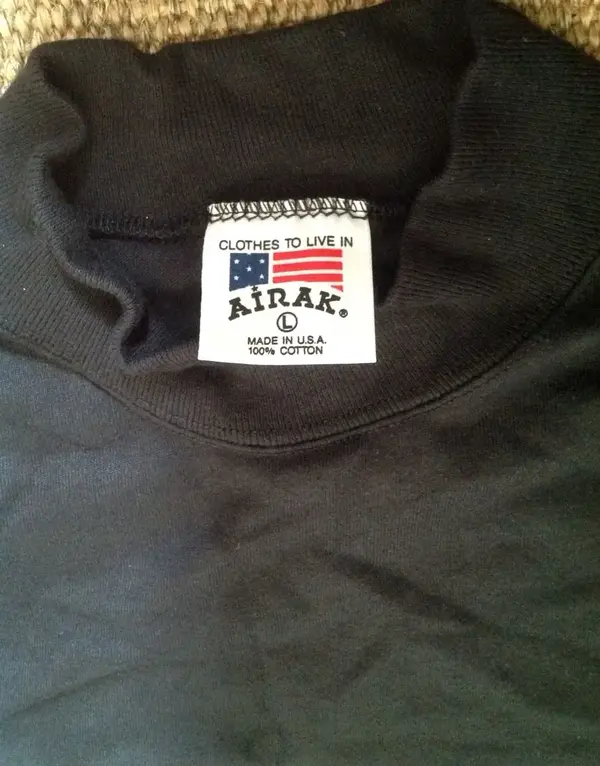 CLOTHES TO LIVE IN
AIRAK®
L
MADE IN U.S.A.
100% COTTON